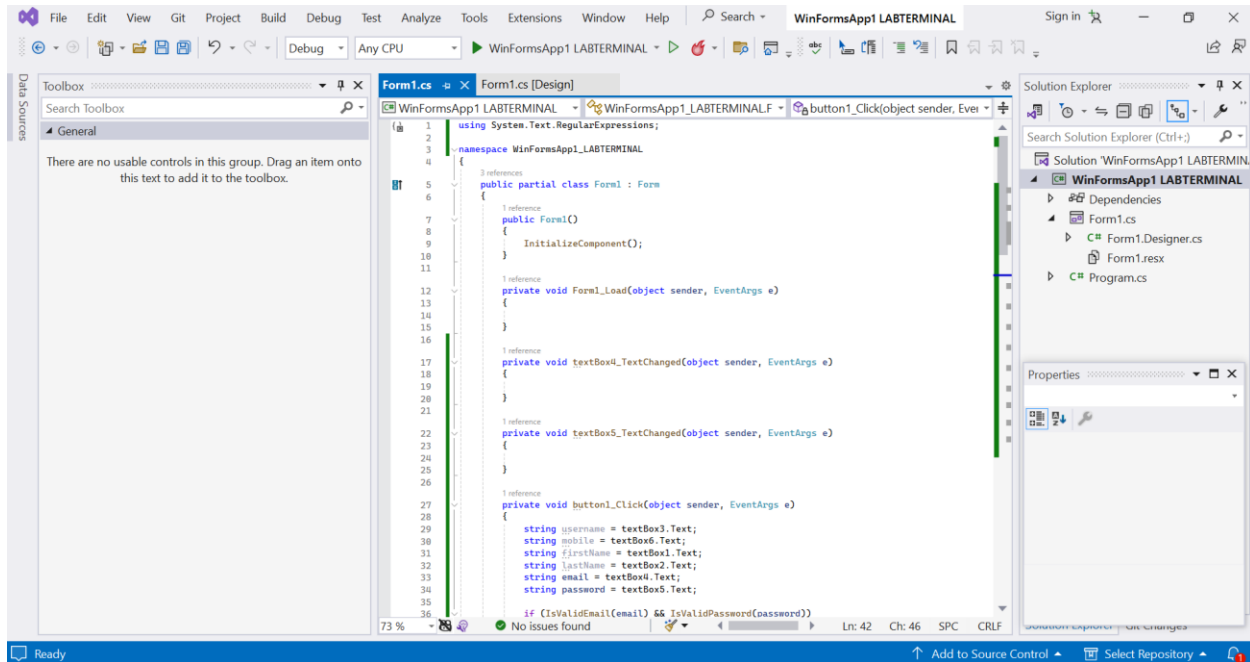 File Edit View Git Project Build Debug Test Analyze Tools Extensions Window Help Search WinFormsApp1 LABTERMINAL Sign in
Debug Any CPU WinFormsApp1 LABTERMINAL
Data Sources
Toolbox
Search Toolbox
General
There are no usable controls in this group. Drag an item onto
this text to add it to the toolbox.
Form1.cs Form1.cs [Design]
WinFormsApp1 LABTERMINAL WinFormsApp1_LABTERMINAL.F button1_Click(object sender, Ever
1 using System.Text.RegularExpressions;
2
3 namespace WinFormsApp1_LABTERMINAL
4 {
3 references
5 public partial class Form1 : Form
6 {
1 reference
7 public Form1()
8 {
9 InitializeComponent();
10 }
11
1 reference
12 private void Form1_Load(object sender, EventArgs e)
13 {
14
15 }
16
1 reference
17 private void textBox4_TextChanged(object sender, EventArgs e)
18 {
19
20 }
21
1 reference
22 private void textBox5_TextChanged(object sender, EventArgs e)
23 {
24
25 }
26
1 reference
27 private void button1_Click(object sender, EventArgs e)
28 {
29 string username = textBox3.Text;
30 string mobile = textBox6.Text;
31 string firstName = textBox1.Text;
32 string lastName = textBox2.Text;
33 string email = textBox4.Text;
34 string password = textBox5.Text;
35
36 if (IsValidEmail(email) && IsValidPassword(password))
73 % No issues found Ln: 42 Ch: 46 SPC CRLF
Solution Explorer
Search Solution Explorer (Ctrl+;)
Solution 'WinFormsApp1 LABTERMIN
WinFormsApp1 LABTERMINAL
Dependencies
Form1.cs
C# Form1.Designer.cs
Form1.resx
C# Program.cs
Properties
Solution Explorer Git Changes
Ready Add to Source Control Select Repository 1